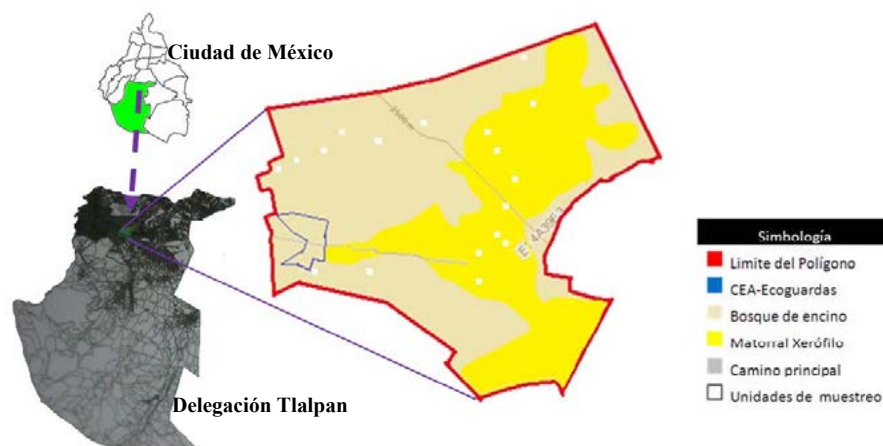 Ciudad de México
Delegación Tlalpan
Simbología
Limite del Polígono
CEA-Ecoguardas
Bosque de encino
Matorral Xerófilo
Camino principal
Unidades de muestreo